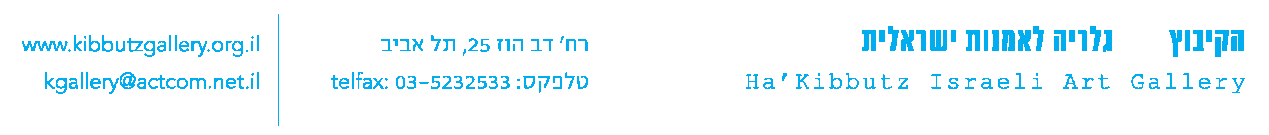 הקיבוץ גלריה לאמנות ישראלית
Ha'Kibbutz Israeli Art Gallery
רח' דב הוז 25, תל אביב
טלפקס: telfax: 03-5232533
www.kibbutzgallery.org.il
kgallery@actcom.net.il